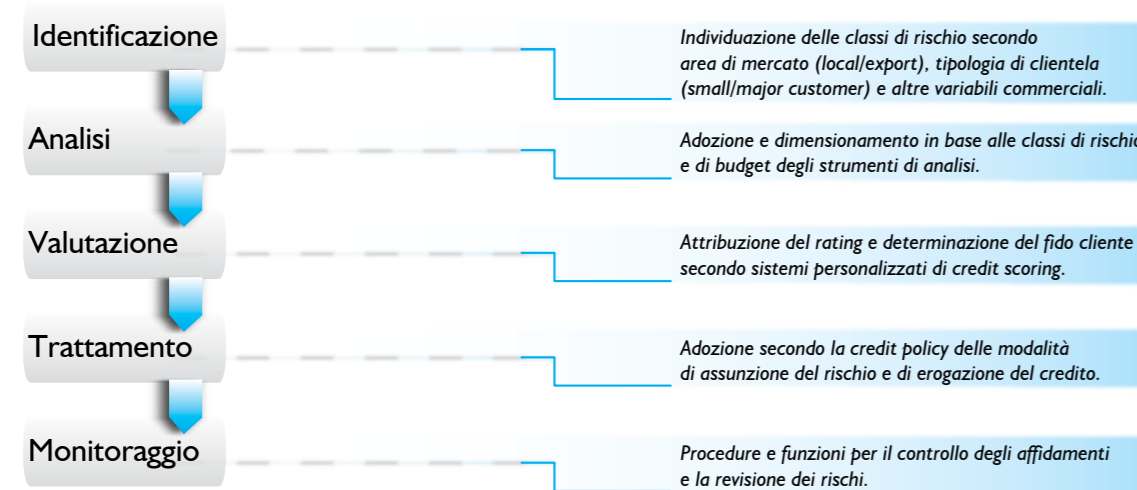 Identificazione
Individuazione delle classi di rischio secondo
area di mercato (local/export), tipologia di clientela
(small/major customer) e altre variabili commerciali.
Analisi
Adozione e dimensionamento in base alle classi di rischio
e di budget degli strumenti di analisi.
Valutazione
Attribuzione del rating e determinazione del fido cliente
secondo sistemi personalizzati di credit scoring.
Trattamento
Adozione secondo la credit policy delle modalità
di assunzione del rischio e di erogazione del credito.
Monitoraggio
Procedure e funzioni per il controllo degli affidamenti
e la revisione dei rischi.